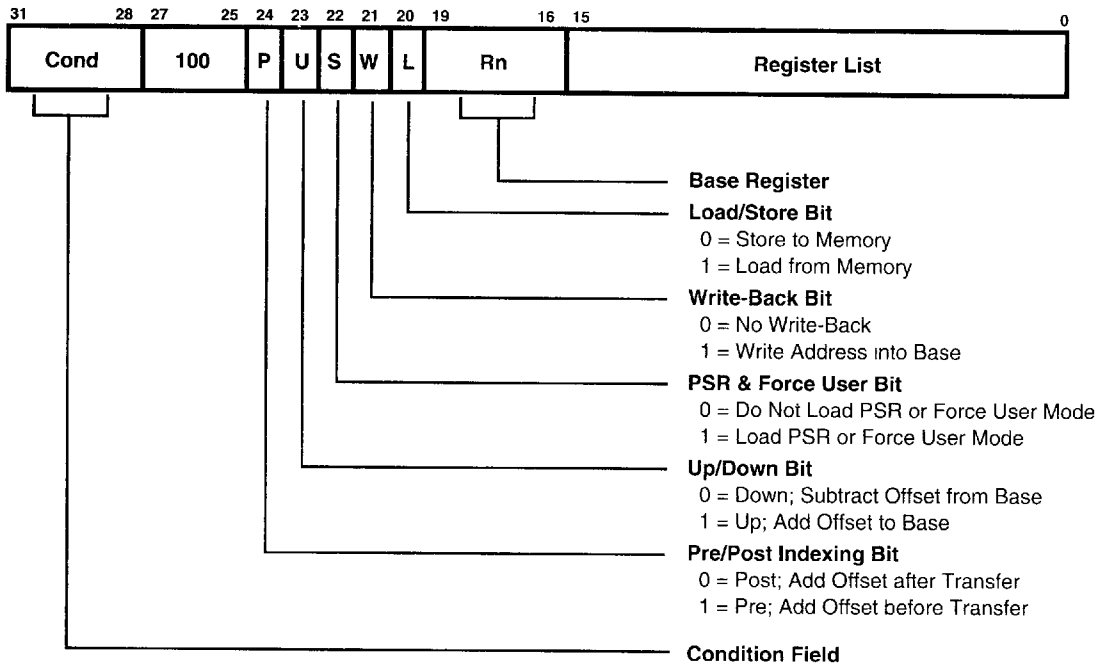 31 28 27 25 24 23 22 21 20 19 16 15 0
Cond 100 P U S W L Rn Register List
Base Register
Load/Store Bit
0 = Store to Memory
1 = Load from Memory
Write-Back Bit
0 = No Write-Back
1 = Write Address into Base
PSR & Force User Bit
0 = Do Not Load PSR or Force User Mode
1 = Load PSR or Force User Mode
Up/Down Bit
0 = Down; Subtract Offset from Base
1 = Up; Add Offset to Base
Pre/Post Indexing Bit
0 = Post; Add Offset after Transfer
1 = Pre; Add Offset before Transfer
Condition Field